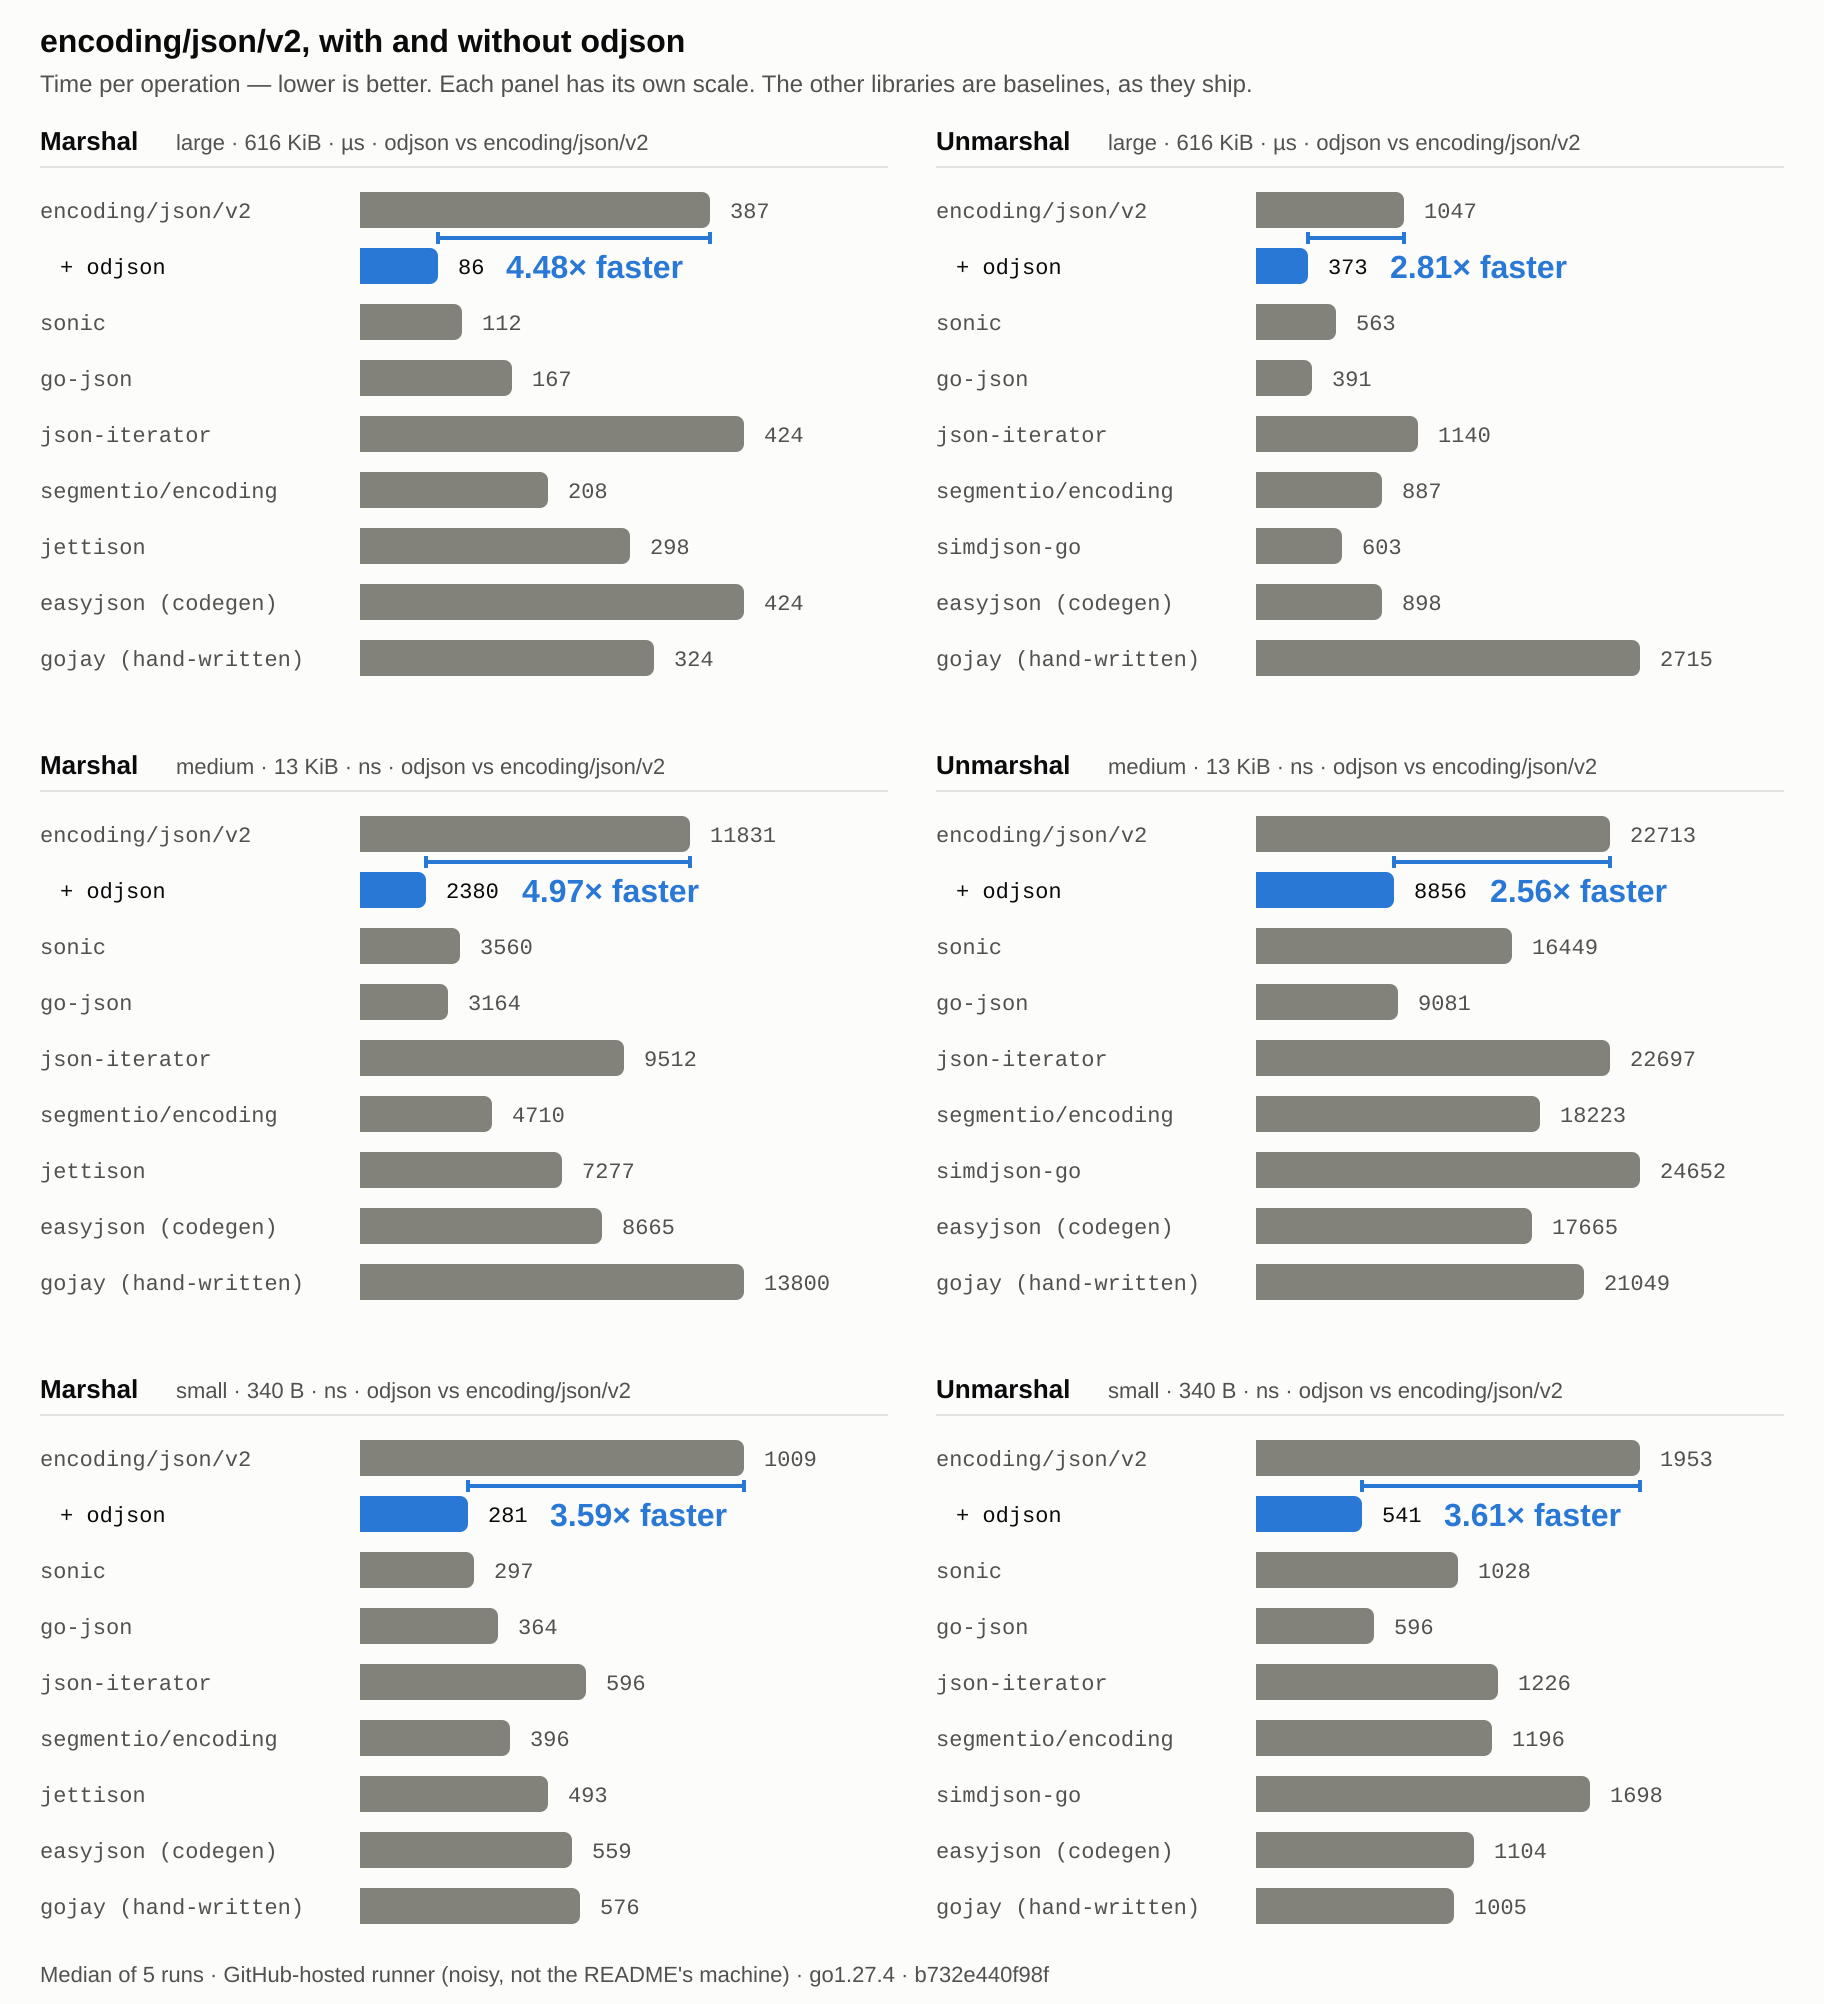 encoding/json/v2, with and without odjson
Time per operation — lower is better. Each panel has its own scale. The other libraries are baselines, as they ship.
Marshal large · 616 KiB · µs · odjson vs encoding/json/v2
encoding/json/v2 387
+ odjson 86 4.48× faster
sonic 112
go-json 167
json-iterator 424
segmentio/encoding 208
jettison 298
easyjson (codegen) 424
gojay (hand-written) 324
Unmarshal large · 616 KiB · µs · odjson vs encoding/json/v2
encoding/json/v2 1047
+ odjson 373 2.81× faster
sonic 563
go-json 391
json-iterator 1140
segmentio/encoding 887
simdjson-go 603
easyjson (codegen) 898
gojay (hand-written) 2715
Marshal medium · 13 KiB · ns · odjson vs encoding/json/v2
encoding/json/v2 11831
+ odjson 2380 4.97× faster
sonic 3560
go-json 3164
json-iterator 9512
segmentio/encoding 4710
jettison 7277
easyjson (codegen) 8665
gojay (hand-written) 13800
Unmarshal medium · 13 KiB · ns · odjson vs encoding/json/v2
encoding/json/v2 22713
+ odjson 8856 2.56× faster
sonic 16449
go-json 9081
json-iterator 22697
segmentio/encoding 18223
simdjson-go 24652
easyjson (codegen) 17665
gojay (hand-written) 21049
Marshal small · 340 B · ns · odjson vs encoding/json/v2
encoding/json/v2 1009
+ odjson 281 3.59× faster
sonic 297
go-json 364
json-iterator 596
segmentio/encoding 396
jettison 493
easyjson (codegen) 559
gojay (hand-written) 576
Unmarshal small · 340 B · ns · odjson vs encoding/json/v2
encoding/json/v2 1953
+ odjson 541 3.61× faster
sonic 1028
go-json 596
json-iterator 1226
segmentio/encoding 1196
simdjson-go 1698
easyjson (codegen) 1104
gojay (hand-written) 1005
Median of 5 runs · GitHub-hosted runner (noisy, not the README's machine) · go1.27.4 · b732e440f98f